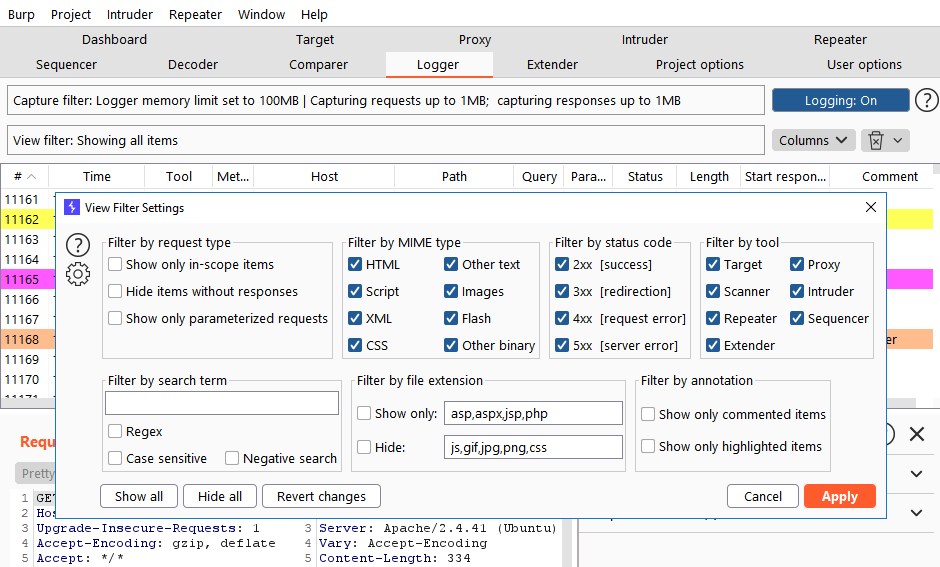 Burp Project Intruder Repeater Window Help
Dashboard Target Proxy Intruder Repeater
Sequencer Decoder Comparer Logger Extender Project options User options
Capture filter: Logger memory limit set to 100MB | Capturing requests up to 1MB;  capturing responses up to 1MB
Logging: On ?
View filter: Showing all items
Columns
# Time Tool Met... Host Path Query Para... Status Length Start respon... Comment
11161
11162
11163
11164
11165
11166
11167
11168
11169
11170
View Filter Settings
?
Filter by request type
Show only in-scope items
Hide items without responses
Show only parameterized requests
Filter by MIME type
HTML Other text
Script Images
XML Flash
CSS Other binary
Filter by status code
2xx [success]
3xx [redirection]
4xx [request error]
5xx [server error]
Filter by tool
Target Proxy
Scanner Intruder
Repeater Sequencer
Extender
Filter by search term
Regex
Case sensitive Negative search
Filter by file extension
Show only: asp,aspx,jsp,php
Hide: js,gif,jpg,png,css
Filter by annotation
Show only commented items
Show only highlighted items
Show all Hide all Revert changes Cancel Apply
Pretty
1 GE
2 Hos
3 Upgrade-Insecure-Requests: 1
4 Accept-Encoding: gzip, deflate
5 Accept: */*
3 Server: Apache/2.4.41 (Ubuntu)
4 Vary: Accept-Encoding
5 Content-Length: 334